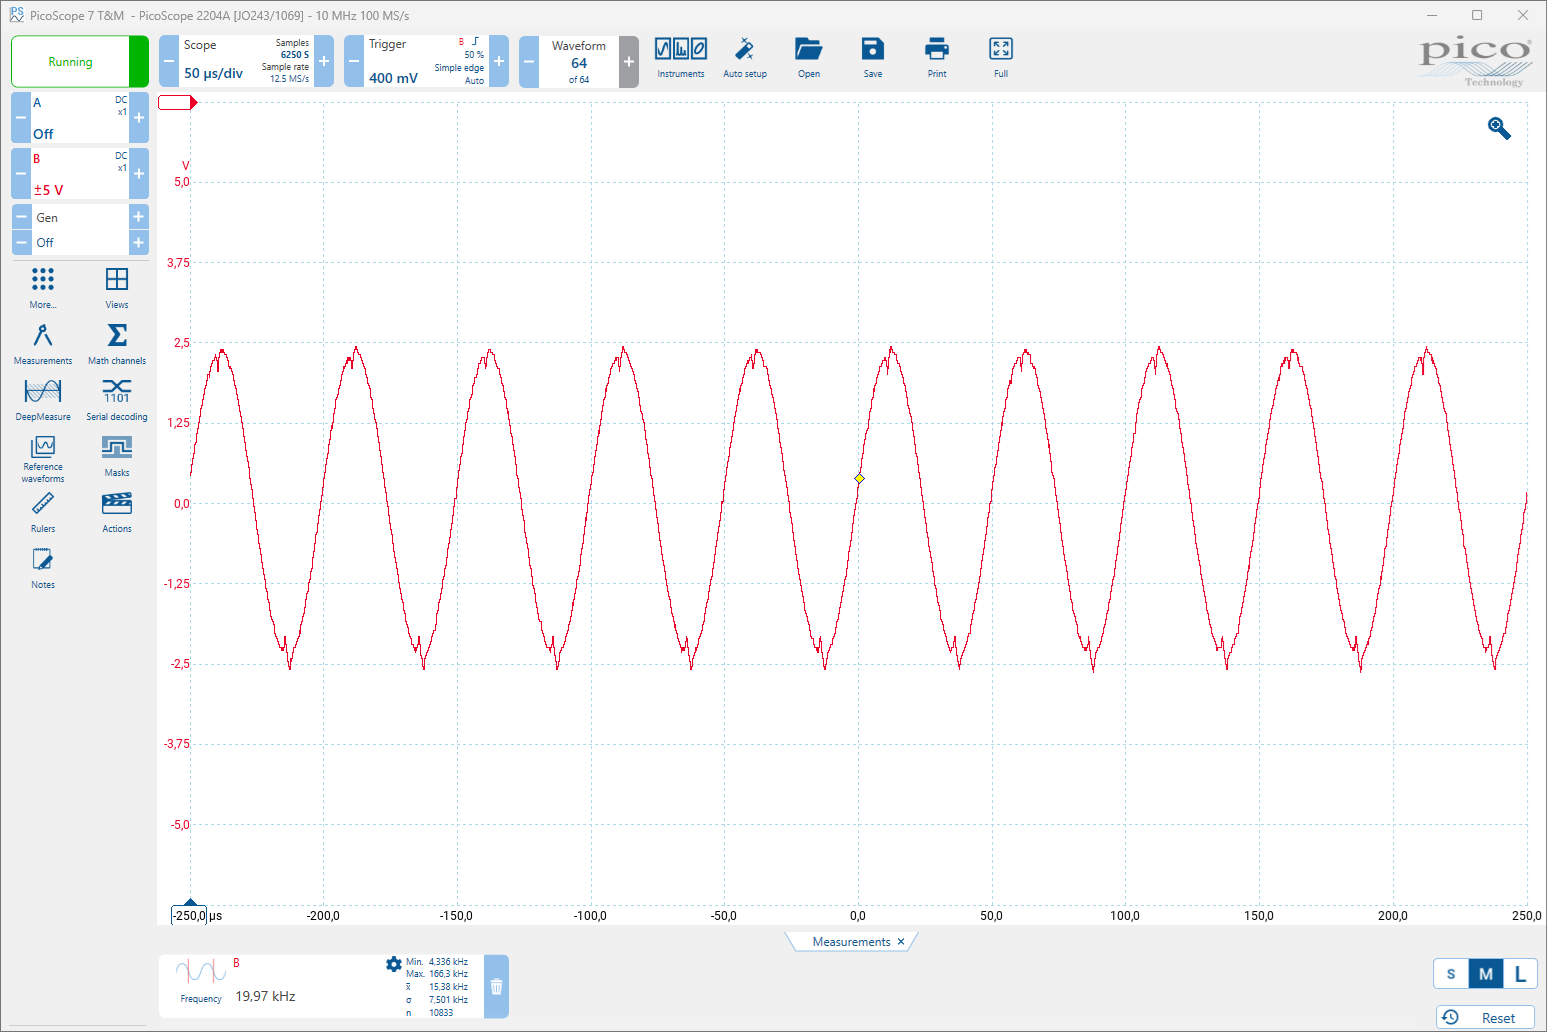 PicoScope 7 T&M - PicoScope 2204A [JO243/1069] - 10 MHz 100 MS/s
Running
Scope
50 µs/div
Samples
6250 S
Sample rate
12.5 MS/s
Trigger
400 mV
B
50 %
Simple edge
Auto
Waveform
64
of 64
Instruments
Auto setup
Open
Save
Print
Full
pico
Technology
A
DC
x1
Off
B
DC
x1
±5 V
Gen
Off
More...
Views
Measurements
Math channels
DeepMeasure
1101
Serial decoding
Reference
waveforms
Masks
Rulers
Actions
Notes
V
5,0
3,75
2,5
1,25
0,0
-1,25
-2,5
-3,75
-5,0
-250,0 µs
-200,0
-150,0
-100,0
-50,0
0,0
50,0
100,0
150,0
200,0
250,0
Measurements ×
B
Frequency
19,97 kHz
Min. 4,336 kHz
Max. 166,3 kHz
x̄ 15,38 kHz
σ 7,501 kHz
n 10833
S M L
Reset